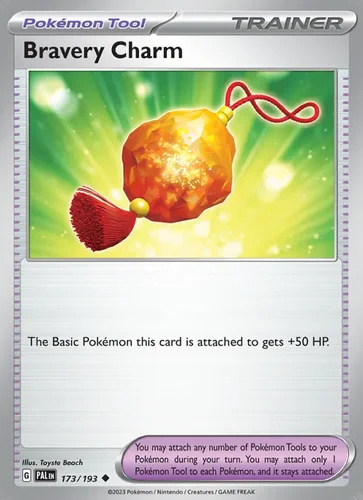 Pokémon Tool TRAINER
Bravery Charm
The Basic Pokémon this card is attached to gets +50 HP.
Illus. Toyste Beach
G PAL EN 173/193 ◆
You may attach any number of Pokémon Tools to your
Pokémon during your turn. You may attach only 1
Pokémon Tool to each Pokémon, and it stays attached.
©2023 Pokémon / Nintendo / Creatures / GAME FREAK